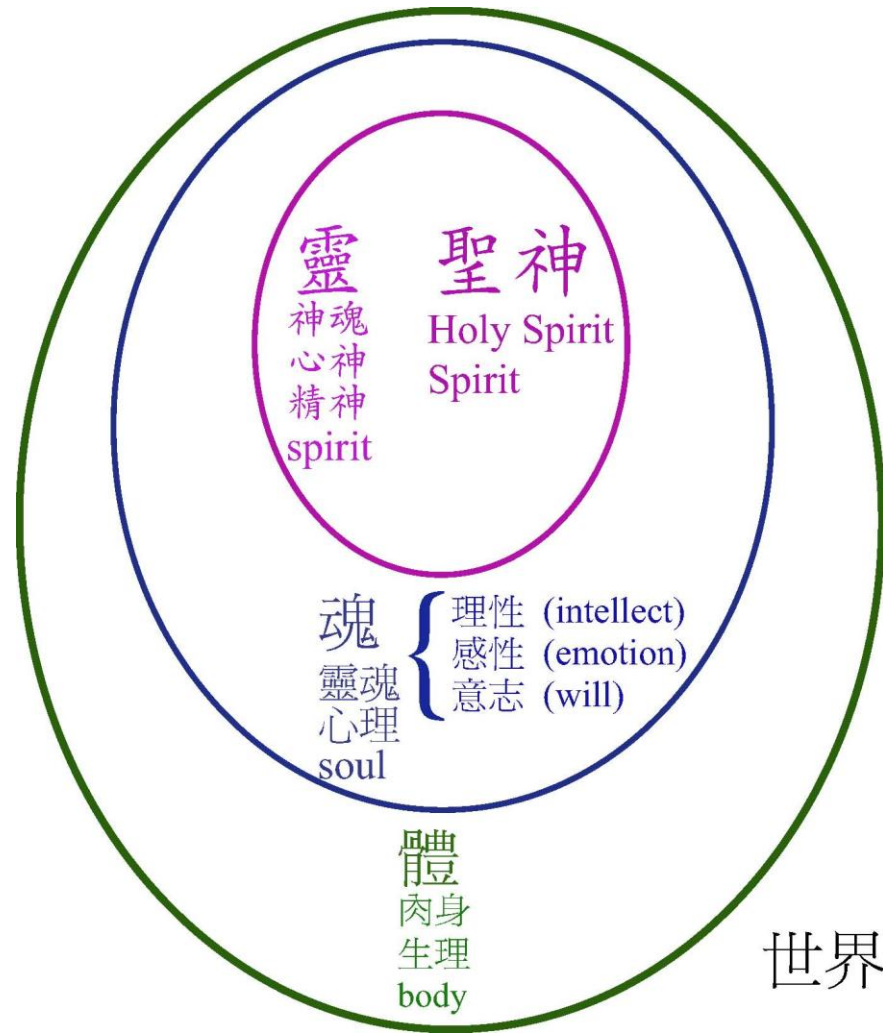 靈
神魂
心神
精神
spirit
聖神
Holy Spirit
Spirit
魂
靈魂
心理
soul
{
理性 (intellect)
感性 (emotion)
意志 (will)
體
肉身
生理
body
世界